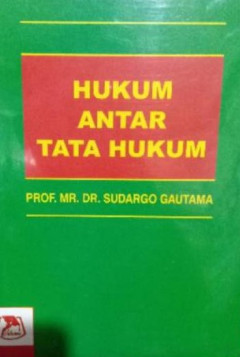 HUKUM
ANTAR
TATA HUKUM
PROF. MR. DR. SUDARGO GAUTAMA